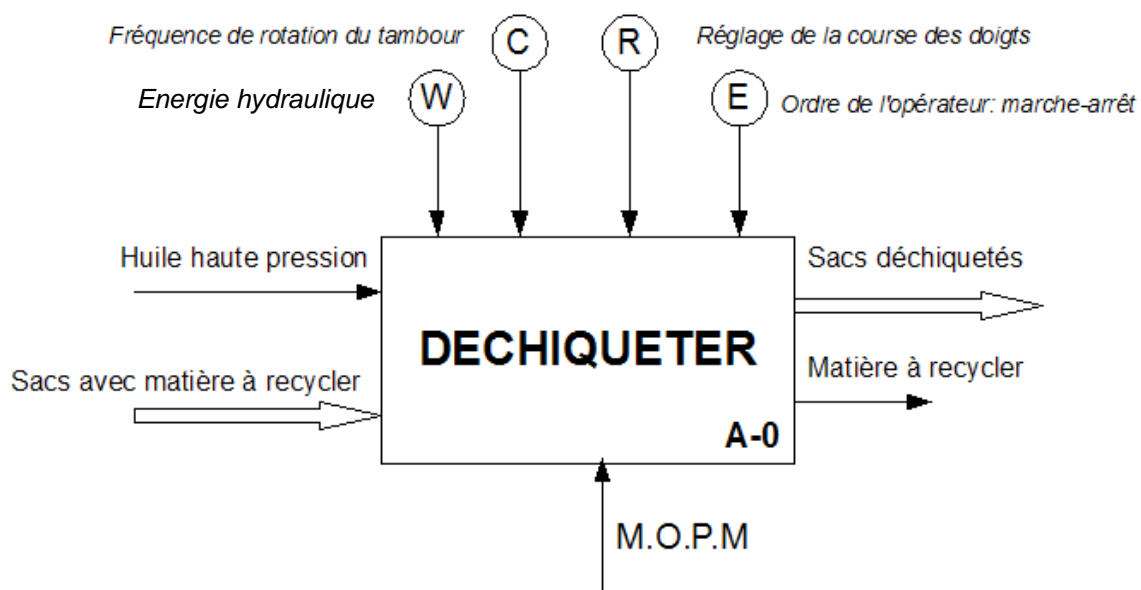 Fréquence de rotation du tambour
C
R
Réglage de la course des doigts
Energie hydraulique
W
E
Ordre de l'opérateur: marche-arrêt
Huile haute pression
Sacs déchiquetés
DECHIQUETER
Sacs avec matière à recycler
Matière à recycler
A-0
M.O.P.M